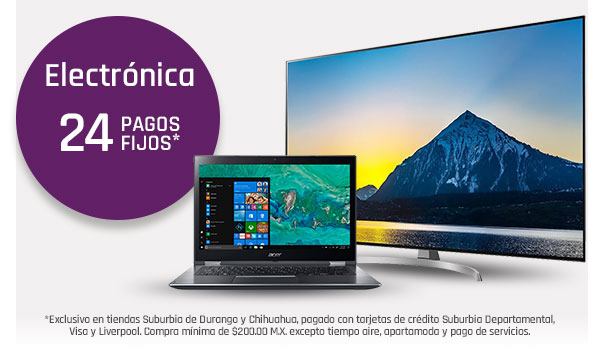 Electrónica
24 PAGOS
FIJOS*
acer
*Exclusivo en tiendas Suburbia de Durango y Chihuahua, pagado con tarjetas de crédito Suburbia Departamental,
Visa y Liverpool. Compra mínima de $200.00 M.X. excepto tiempo aire, apartomoda y pago de servicios.